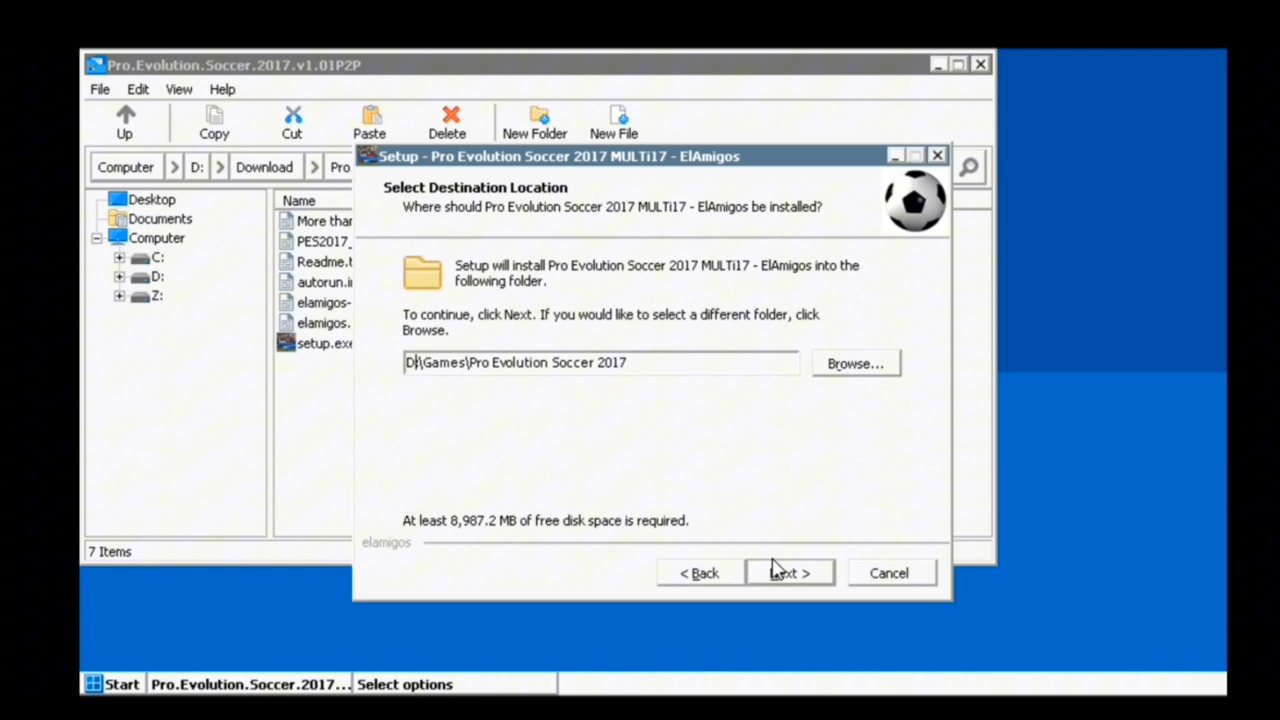 Pro.Evolution.Soccer.2017.v1.01P2P
File Edit View Help
Up Copy Cut Paste Delete New Folder New File
Computer D: Download Pro
Setup - Pro Evolution Soccer 2017 MULTi17 - ElAmigos
Select Destination Location
Where should Pro Evolution Soccer 2017 MULTi17 - ElAmigos be installed?
Desktop
Documents
Computer
C:
D:
Z:
Name
More than
PES2017_
Readme.t
autorun.i
elamigos-
elamigos.
setup.exe
Setup will install Pro Evolution Soccer 2017 MULTi17 - ElAmigos into the
following folder.
To continue, click Next. If you would like to select a different folder, click
Browse.
D:\Games\Pro Evolution Soccer 2017
Browse...
At least 8,987.2 MB of free disk space is required.
elamigos
7 Items
< Back Next > Cancel
Start Pro.Evolution.Soccer.2017... Select options